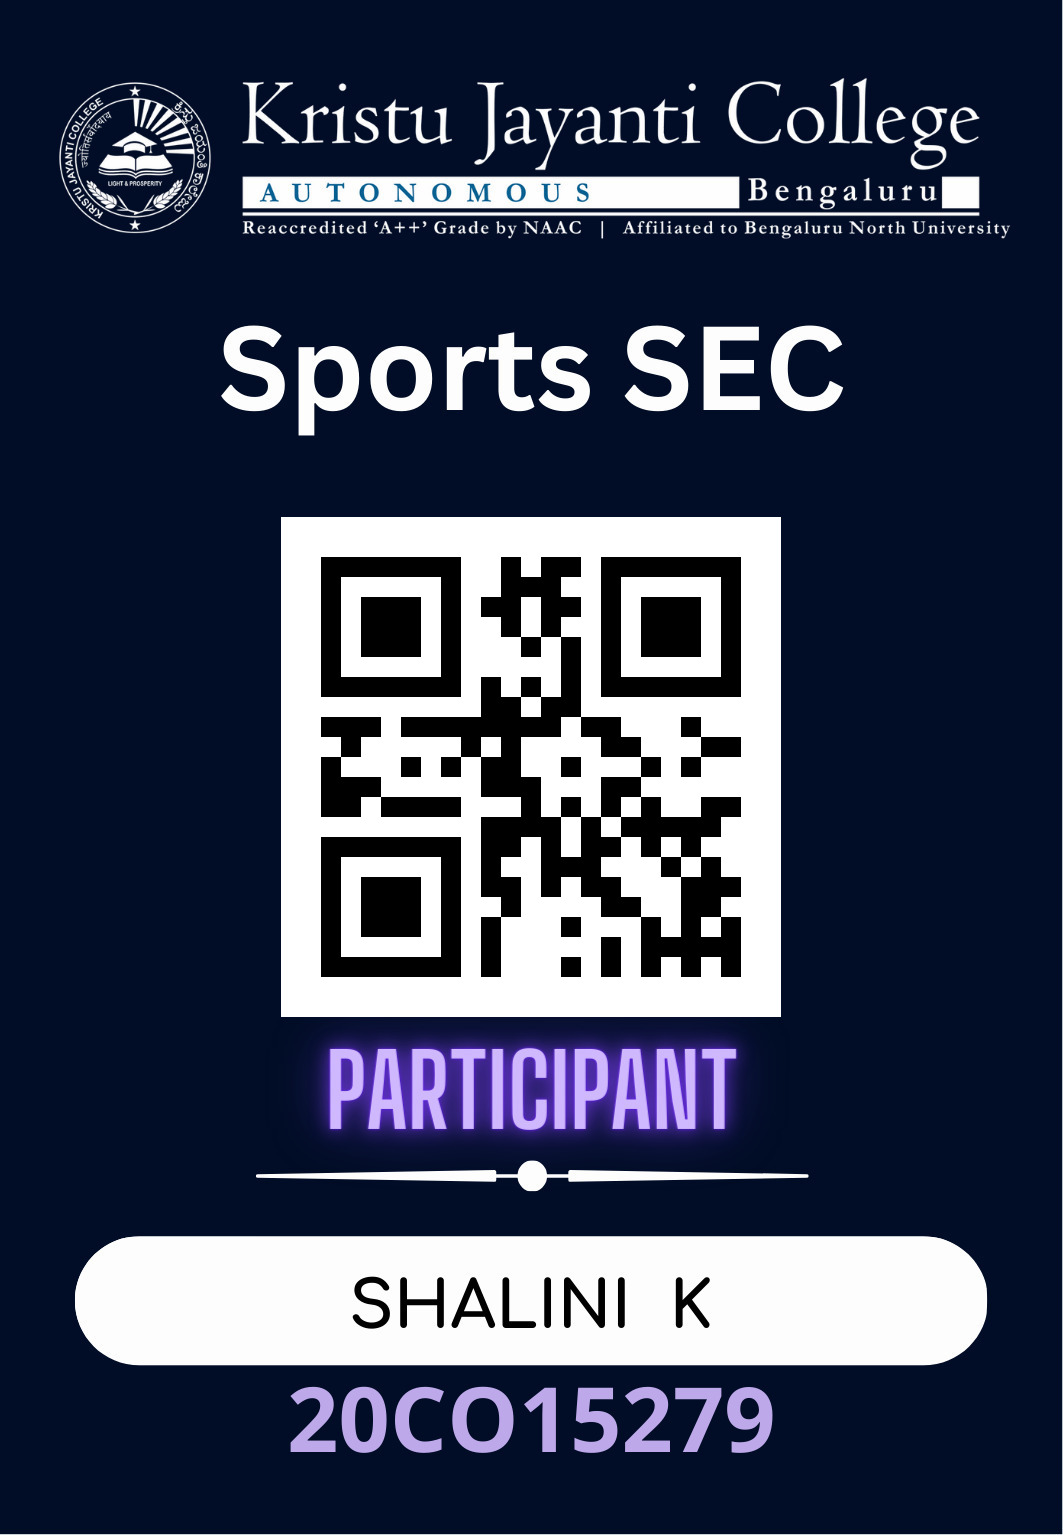 Kristu Jayanti College
AUTONOMOUS Bengaluru
Reaccredited ‘A++’ Grade by NAAC | Affiliated to Bengaluru North University
KRISTU JAYANTI COLLEGE
LIGHT & PROSPERITY
Sports SEC
PARTICIPANT
SHALINI K
20CO15279